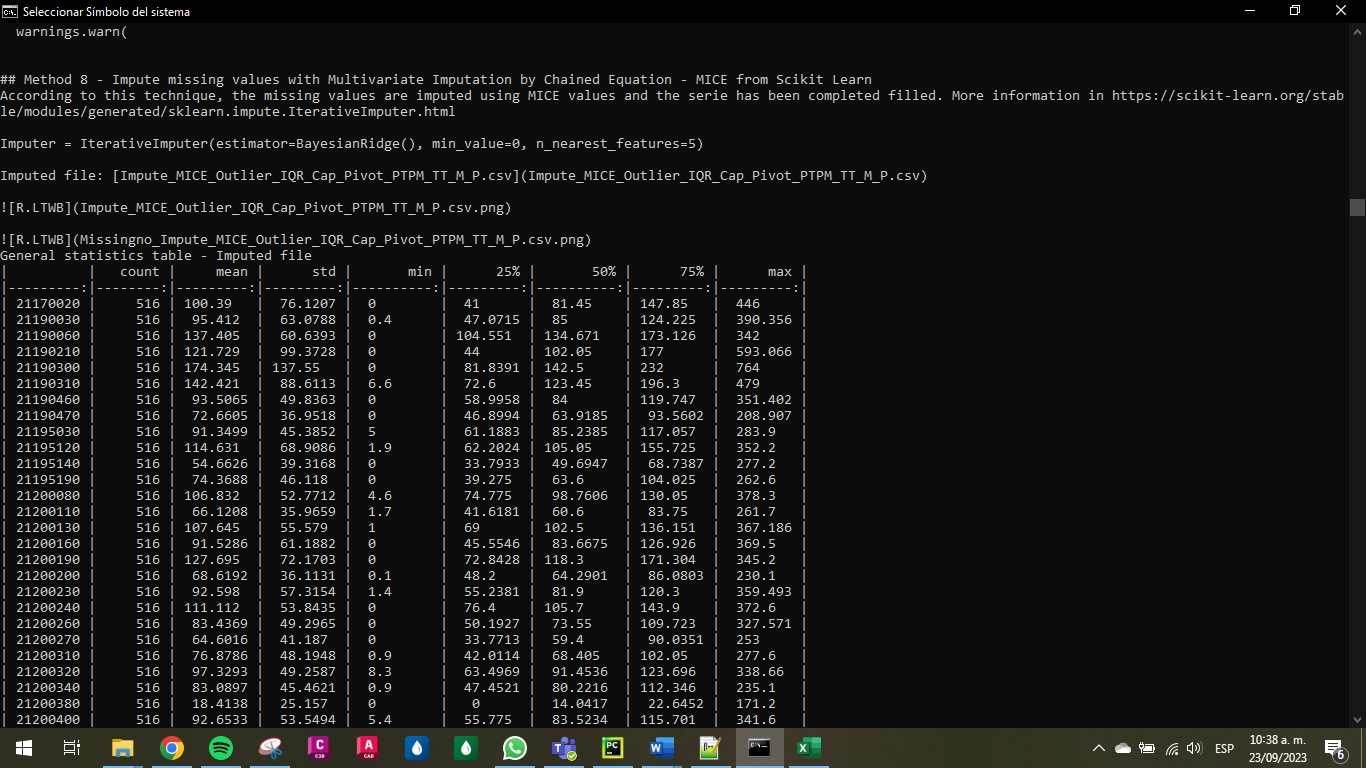 Seleccionar Símbolo del sistema
  warnings.warn(
## Method 8 - Impute missing values with Multivariate Imputation by Chained Equation - MICE from Scikit Learn
According to this technique, the missing values are imputed using MICE values and the serie has been completed filled. More information in https://scikit-learn.org/stab
le/modules/generated/sklearn.impute.IterativeImputer.html
Imputer = IterativeImputer(estimator=BayesianRidge(), min_value=0, n_nearest_features=5)
Imputed file: [Impute_MICE_Outlier_IQR_Cap_Pivot_PTPM_TT_M_P.csv](Impute_MICE_Outlier_IQR_Cap_Pivot_PTPM_TT_M_P.csv)
![R.LTWB](Impute_MICE_Outlier_IQR_Cap_Pivot_PTPM_TT_M_P.csv.png)
![R.LTWB](Missingno_Impute_MICE_Outlier_IQR_Cap_Pivot_PTPM_TT_M_P.csv.png)
General statistics table - Imputed file
|          |   count |     mean |      std |       min |      25% |       50% |      75% |      max |
|---------:|--------:|---------:|---------:|----------:|---------:|----------:|---------:|---------:|
| 21170020 |     516 | 100.39   |  76.1207 |  0        |  41      |  81.45    | 147.85   |  446     |
| 21190030 |     516 |  95.412  |  63.0788 |  0.4      |  47.0715 |  85       | 124.225  |  390.356 |
| 21190060 |     516 | 137.405  |  60.6393 |  0        | 104.551  | 134.671   | 173.126  |  342     |
| 21190210 |     516 | 121.729  |  99.3728 |  0        |  44      | 102.05    | 177      |  593.066 |
| 21190300 |     516 | 174.345  | 137.55   |  0        |  81.8391 | 142.5     | 232      |  764     |
| 21190310 |     516 | 142.421  |  88.6113 |  6.6      |  72.6    | 123.45    | 196.3    |  479     |
| 21190460 |     516 |  93.5065 |  49.8363 |  0        |  58.9958 |  84       | 119.747  |  351.402 |
| 21190470 |     516 |  72.6605 |  36.9518 |  0        |  46.8994 |  63.9185  |  93.5602 |  208.907 |
| 21195030 |     516 |  91.3499 |  45.3852 |  5        |  61.1883 |  85.2385  | 117.057  |  283.9   |
| 21195120 |     516 | 114.631  |  68.9086 |  1.9      |  62.2024 | 105.05    | 155.725  |  352.2   |
| 21195140 |     516 |  54.6626 |  39.3168 |  0        |  33.7933 |  49.6947  |  68.7387 |  277.2   |
| 21195190 |     516 |  74.3688 |  46.118  |  0        |  39.275  |  63.6     | 104.025  |  262.6   |
| 21200080 |     516 | 106.832  |  52.7712 |  4.6      |  74.775  |  98.7606  | 130.05   |  378.3   |
| 21200110 |     516 |  66.1208 |  35.9659 |  1.7      |  41.6181 |  60.6     |  83.75   |  261.7   |
| 21200130 |     516 | 107.645  |  55.579  |  1        |  69      | 102.5     | 136.151  |  367.186 |
| 21200160 |     516 |  91.5286 |  61.1882 |  0        |  45.5546 |  83.6675  | 126.926  |  369.5   |
| 21200190 |     516 | 127.695  |  72.1703 |  0        |  72.8428 | 118.3     | 171.304  |  345.2   |
| 21200200 |     516 |  68.6192 |  36.1131 |  0.1      |  48.2    |  64.2901  |  86.0803 |  230.1   |
| 21200230 |     516 |  92.598  |  57.3154 |  1.4      |  55.2381 |  81.9     | 120.3    |  359.493 |
| 21200240 |     516 | 111.112  |  53.8435 |  0        |  76.4    | 105.7     | 143.9    |  372.6   |
| 21200260 |     516 |  83.4369 |  49.2965 |  0        |  50.1927 |  73.55    | 109.723  |  327.571 |
| 21200270 |     516 |  64.6016 |  41.187  |  0        |  33.7713 |  59.4     |  90.0351 |  253     |
| 21200310 |     516 |  76.8786 |  48.1948 |  0.9      |  42.0114 |  68.405   | 102.05   |  277.6   |
| 21200320 |     516 |  97.3293 |  49.2587 |  8.3      |  63.4969 |  91.4536  | 123.696  |  338.66  |
| 21200340 |     516 |  83.0897 |  45.4621 |  0.9      |  47.4521 |  80.2216  | 112.346  |  235.1   |
| 21200380 |     516 |  18.4138 |  25.157  |  0        |   0      |  14.0417  |  22.6452 |  171.2   |
| 21200400 |     516 |  92.6533 |  53.5494 |  5.4      |  55.775  |  83.5234  | 115.701  |  341.6   |
ESP
10:38 a. m.
23/09/2023
6